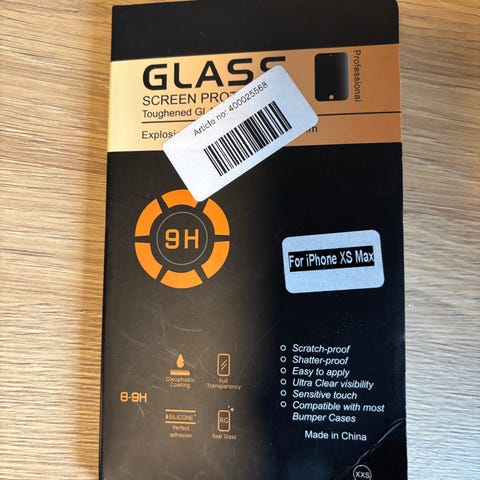 GLASS
SCREEN PROT
Toughened Gl
Professional
Article no: 400025568
Explosi
9H
For iPhone XS Max
Oleophobic
Coating
Full
Transparency
8-9H
SILICONE
Perfect
adhesion
RG
Real Glass
Scratch-proof
Shatter-proof
Easy to apply
Ultra Clear visibility
Sensitive touch
Compatible with most
Bumper Cases
Made in China
XXS